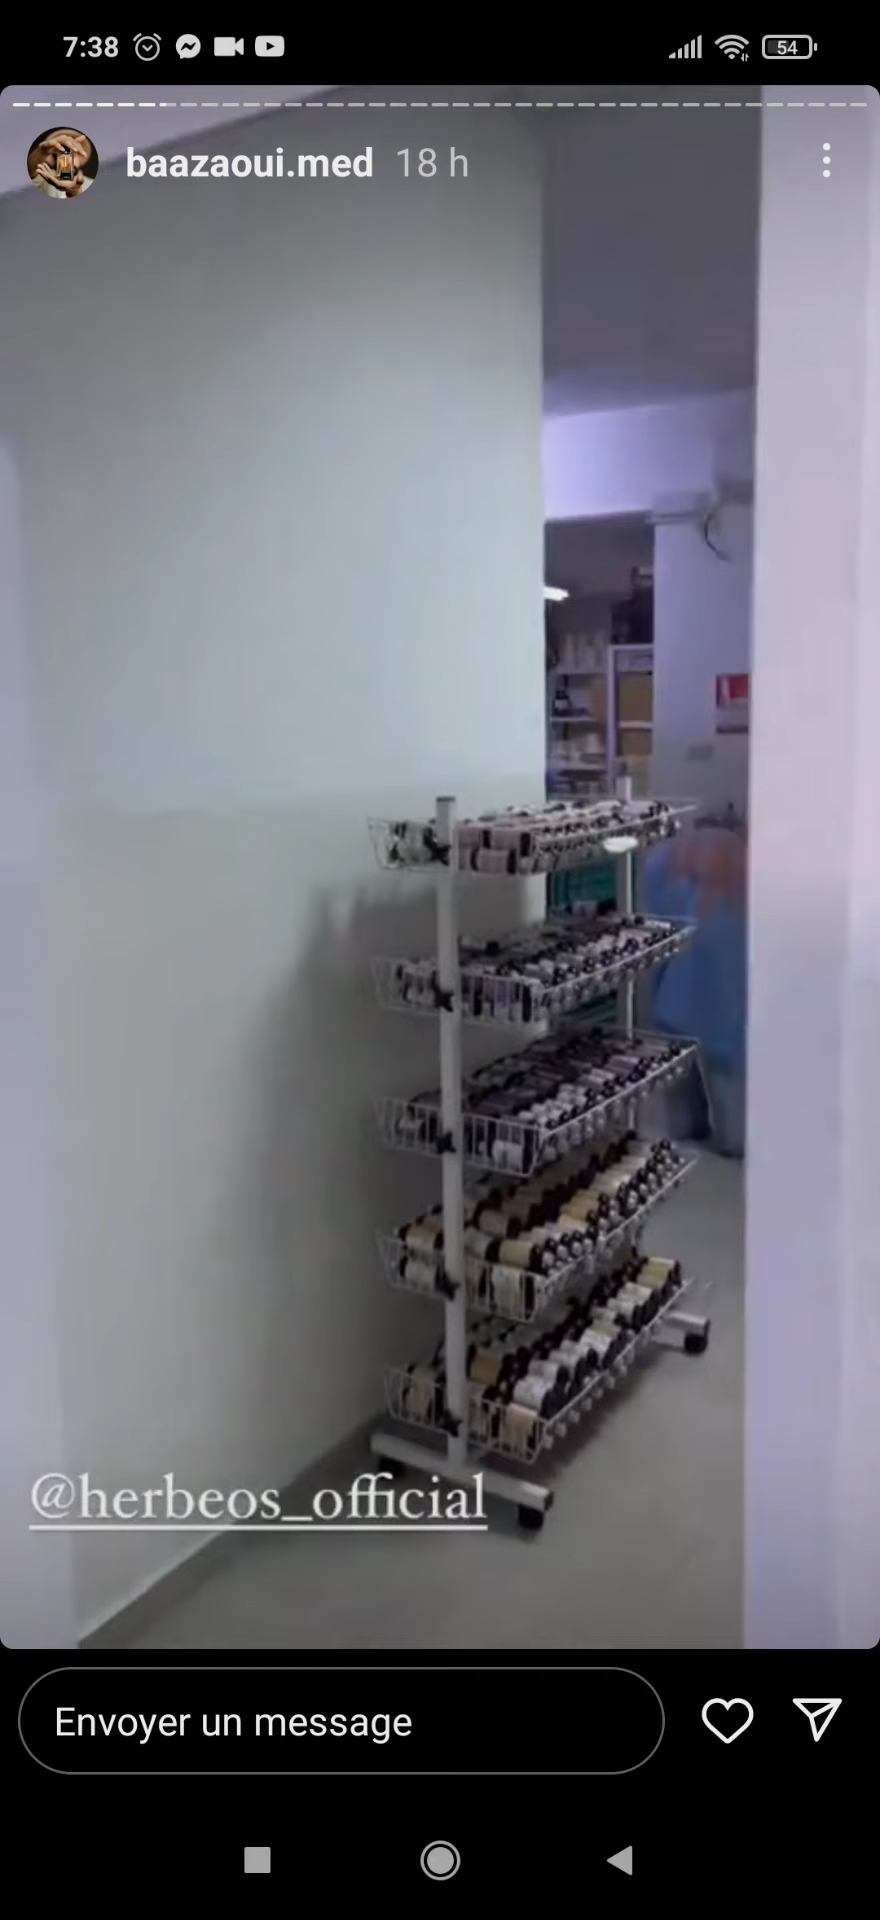 7:38
54
baazaoui.med 18 h
@herbeos_official
Envoyer un message